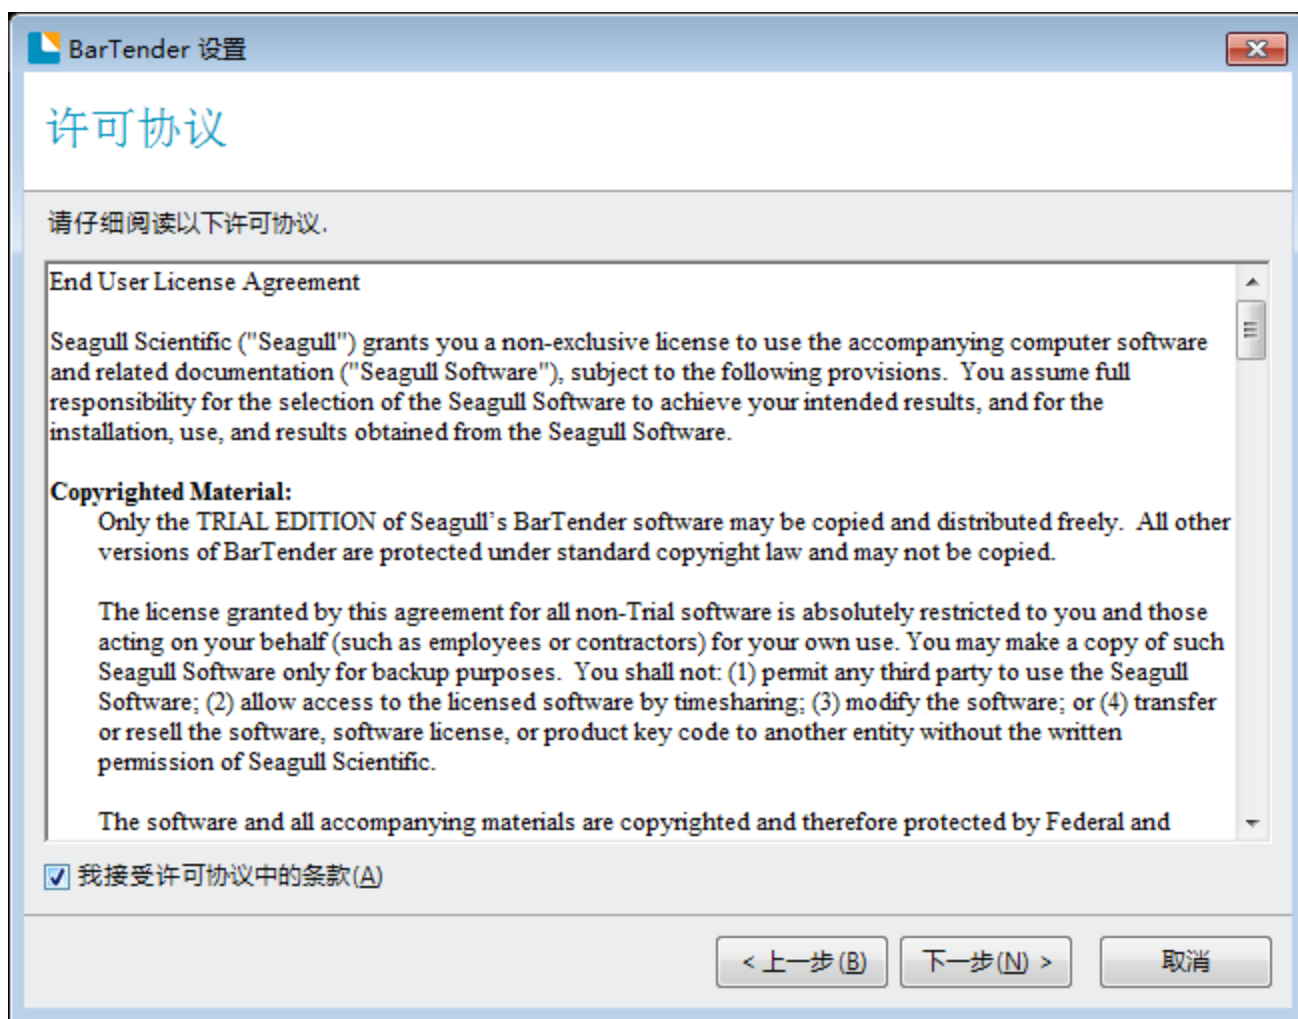 BarTender 设置
许可协议
请仔细阅读以下许可协议.
End User License Agreement
Seagull Scientific ("Seagull") grants you a non-exclusive license to use the accompanying computer software
and related documentation ("Seagull Software"), subject to the following provisions.  You assume full
responsibility for the selection of the Seagull Software to achieve your intended results, and for the
installation, use, and results obtained from the Seagull Software.
Copyrighted Material:
Only the TRIAL EDITION of Seagull’s BarTender software may be copied and distributed freely.  All other
versions of BarTender are protected under standard copyright law and may not be copied.
The license granted by this agreement for all non-Trial software is absolutely restricted to you and those
acting on your behalf (such as employees or contractors) for your own use. You may make a copy of such
Seagull Software only for backup purposes.  You shall not: (1) permit any third party to use the Seagull
Software; (2) allow access to the licensed software by timesharing; (3) modify the software; or (4) transfer
or resell the software, software license, or product key code to another entity without the written
permission of Seagull Scientific.
The software and all accompanying materials are copyrighted and therefore protected by Federal and
我接受许可协议中的条款(A)
< 上一步(B)
下一步(N) >
取消